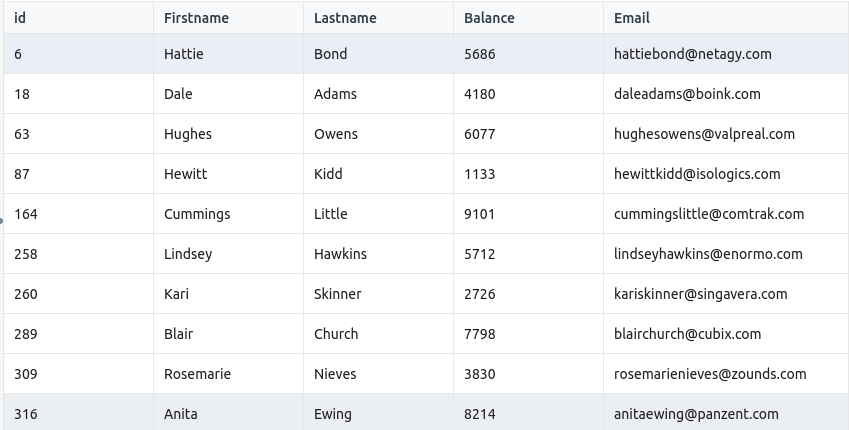 id Firstname Lastname Balance Email
6 Hattie Bond 5686 hattiebond@netagy.com
18 Dale Adams 4180 daleadams@boink.com
63 Hughes Owens 6077 hughesowens@valpreal.com
87 Hewitt Kidd 1133 hewittkidd@isologics.com
164 Cummings Little 9101 cummingslittle@comtrak.com
258 Lindsey Hawkins 5712 lindseyhawkins@enormo.com
260 Kari Skinner 2726 kariskinner@singavera.com
289 Blair Church 7798 blairchurch@cubix.com
309 Rosemarie Nieves 3830 rosemarienieves@zounds.com
316 Anita Ewing 8214 anitaewing@panzent.com